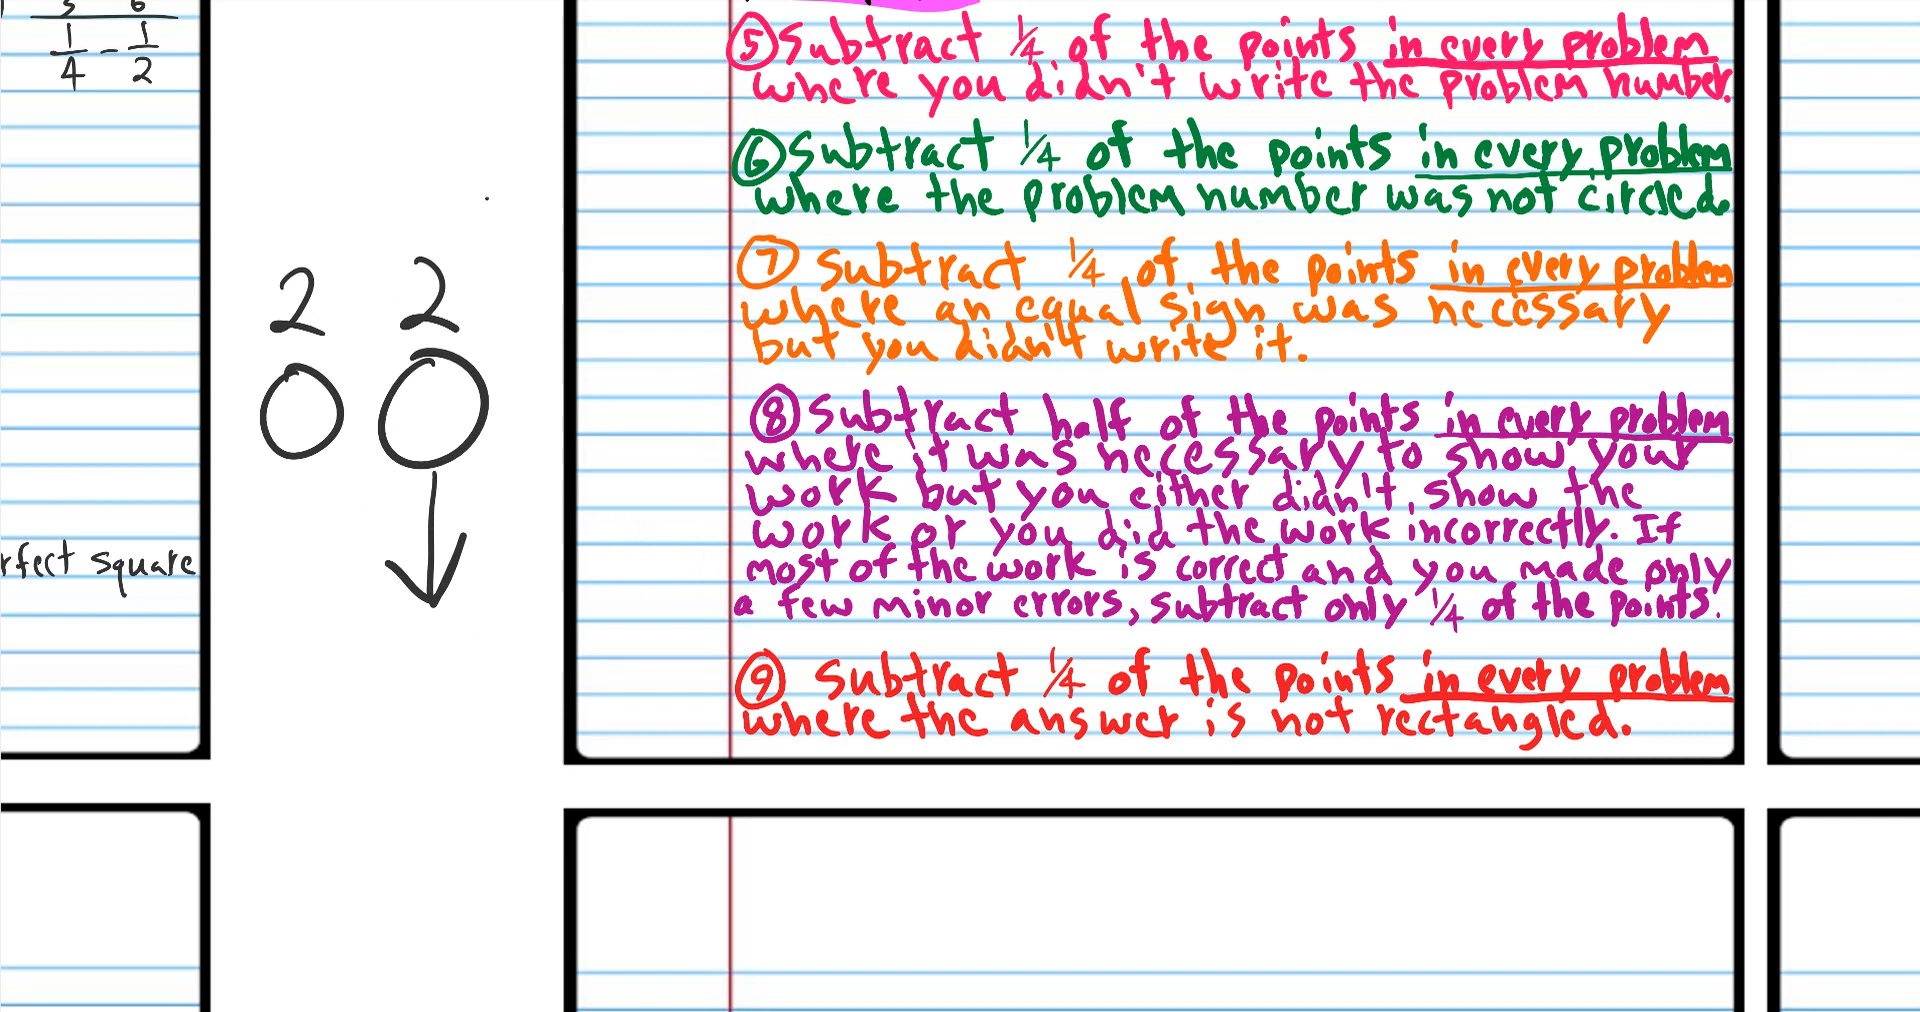 1/4 - 1/2
rfect square
2 2
⑤ Subtract 1/4 of the points in every problem
where you didn't write the problem number.
⑥ Subtract 1/4 of the points in every problem
where the problem number was not circled.
⑦ Subtract 1/4 of the points in every problem
where an equal sign was necessary
but you didn't write it.
⑧ Subtract half of the points in every problem
where it was necessary to show your
work but you either didn't show the
work or you did the work incorrectly. If
most of the work is correct and you made only
a few minor errors, subtract only 1/4 of the points.
⑨ Subtract 1/4 of the points in every problem
where the answer is not rectangled.